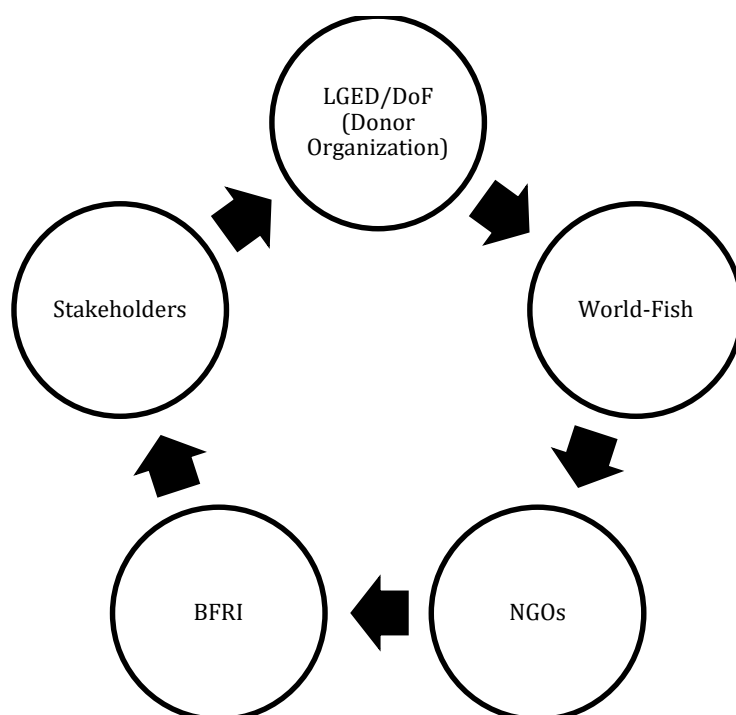 LGED/DoF
(Donor
Organization)
Stakeholders
World-Fish
BFRI
NGOs